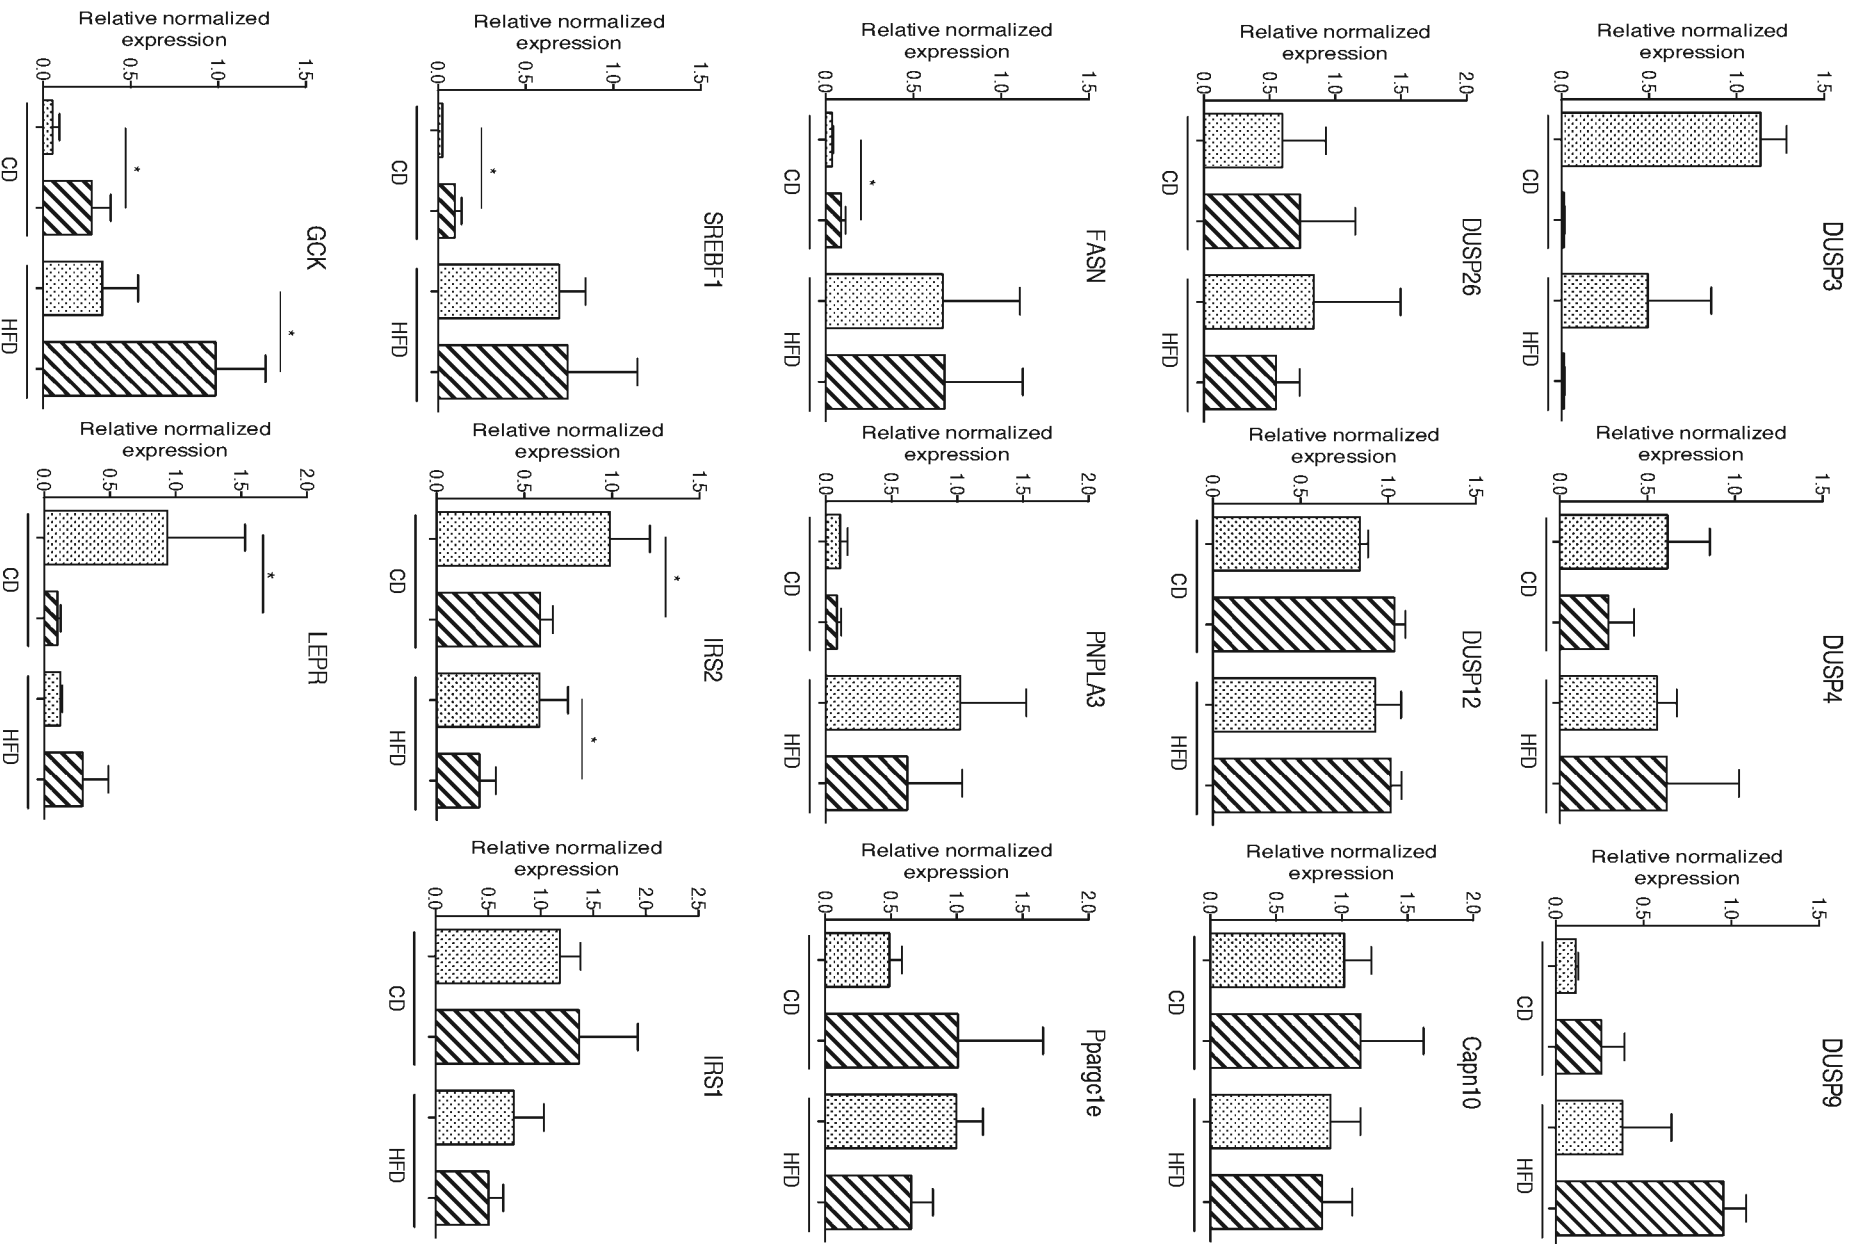 DUSP3
Relative normalized
expression
1.5
1.0
0.5
0.0
CD HFD
DUSP4
Relative normalized
expression
1.5
1.0
0.5
0.0
CD HFD
DUSP9
Relative normalized
expression
1.5
1.0
0.5
0.0
CD HFD
DUSP26
Relative normalized
expression
2.0
1.5
1.0
0.5
0.0
CD HFD
DUSP12
Relative normalized
expression
1.5
1.0
0.5
0.0
CD HFD
Capn10
Relative normalized
expression
2.0
1.5
1.0
0.5
0.0
CD HFD
FASN
Relative normalized
expression
1.5
1.0
0.5
0.0
*
CD HFD
PNPLA3
Relative normalized
expression
2.0
1.5
1.0
0.5
0.0
CD HFD
Ppargc1e
Relative normalized
expression
2.0
1.5
1.0
0.5
0.0
CD HFD
SREBF1
Relative normalized
expression
1.5
1.0
0.5
0.0
*
CD HFD
IRS2
Relative normalized
expression
1.5
1.0
0.5
0.0
*
*
CD HFD
IRS1
Relative normalized
expression
2.5
2.0
1.5
1.0
0.5
0.0
CD HFD
GCK
Relative normalized
expression
1.5
1.0
0.5
0.0
*
*
CD HFD
LEPR
Relative normalized
expression
2.0
1.5
1.0
0.5
0.0
*
CD HFD